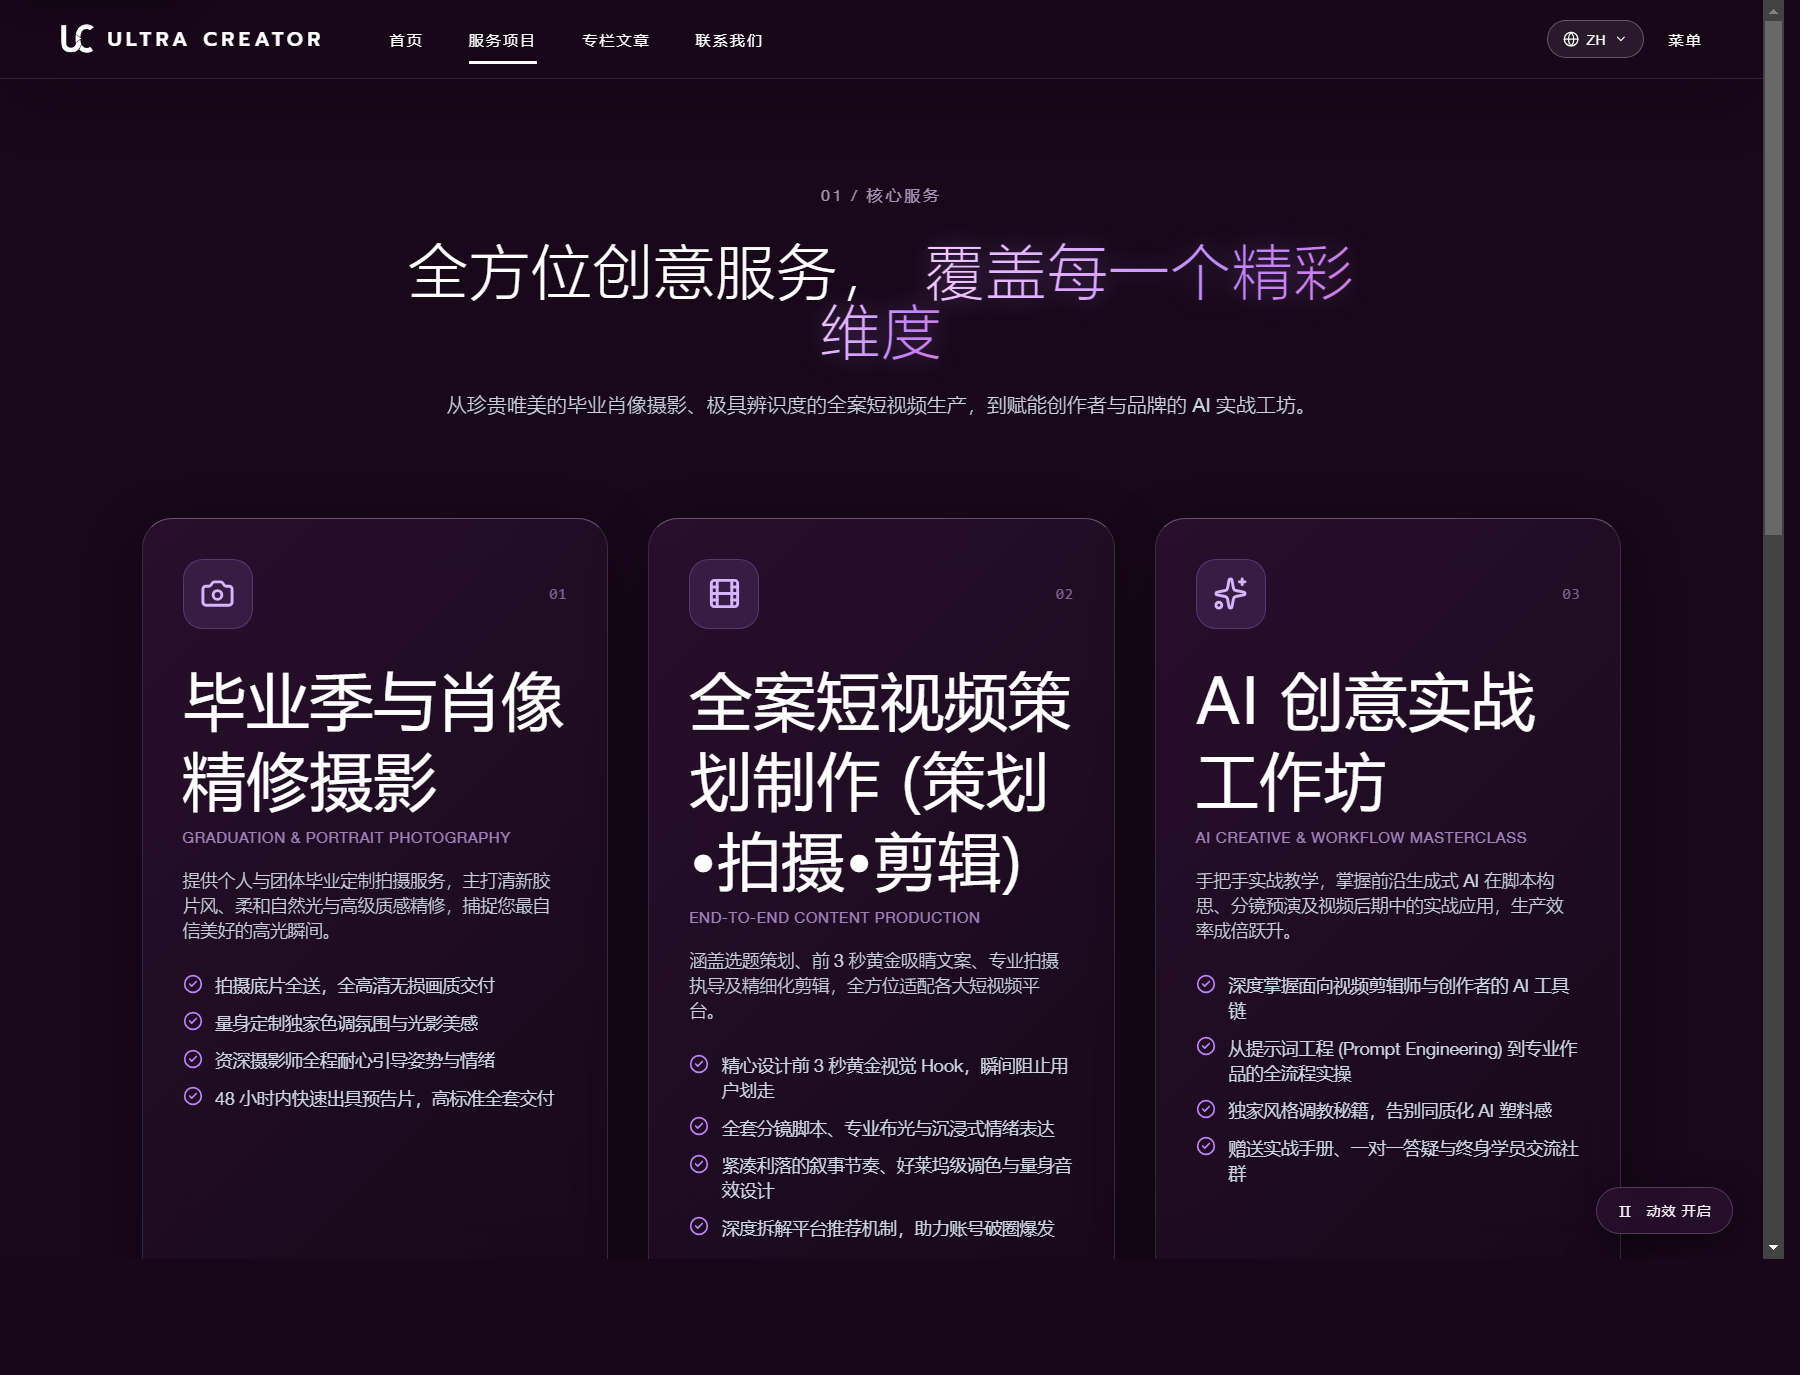 UC ULTRA CREATOR
首页
服务项目
专栏文章
联系我们
ZH
菜单
01 / 核心服务
全方位创意服务， 覆盖每一个精彩
维度
从珍贵唯美的毕业肖像摄影、极具辨识度的全案短视频生产，到赋能创作者与品牌的 AI 实战工坊。
01
毕业季与肖像
精修摄影
GRADUATION & PORTRAIT PHOTOGRAPHY
提供个人与团体毕业定制拍摄服务，主打清新胶
片风、柔和自然光与高级质感精修，捕捉您最自
信美好的高光瞬间。
拍摄底片全送，全高清无损画质交付
量身定制独家色调氛围与光影美感
资深摄影师全程耐心引导姿势与情绪
48 小时内快速出具预告片，高标准全套交付
02
全案短视频策
划制作 (策划
•拍摄•剪辑)
END-TO-END CONTENT PRODUCTION
涵盖选题策划、前 3 秒黄金吸睛文案、专业拍摄
执导及精细化剪辑，全方位适配各大短视频平
台。
精心设计前 3 秒黄金视觉 Hook，瞬间阻止用
户划走
全套分镜脚本、专业布光与沉浸式情绪表达
紧凑利落的叙事节奏、好莱坞级调色与量身音
效设计
深度拆解平台推荐机制，助力账号破圈爆发
03
AI 创意实战
工作坊
AI CREATIVE & WORKFLOW MASTERCLASS
手把手实战教学，掌握前沿生成式 AI 在脚本构
思、分镜预演及视频后期中的实战应用，生产效
率成倍跃升。
深度掌握面向视频剪辑师与创作者的 AI 工具
链
从提示词工程 (Prompt Engineering) 到专业作
品的全流程实操
独家风格调教秘籍，告别同质化 AI 塑料感
赠送实战手册、一对一答疑与终身学员交流社
群
动效 开启